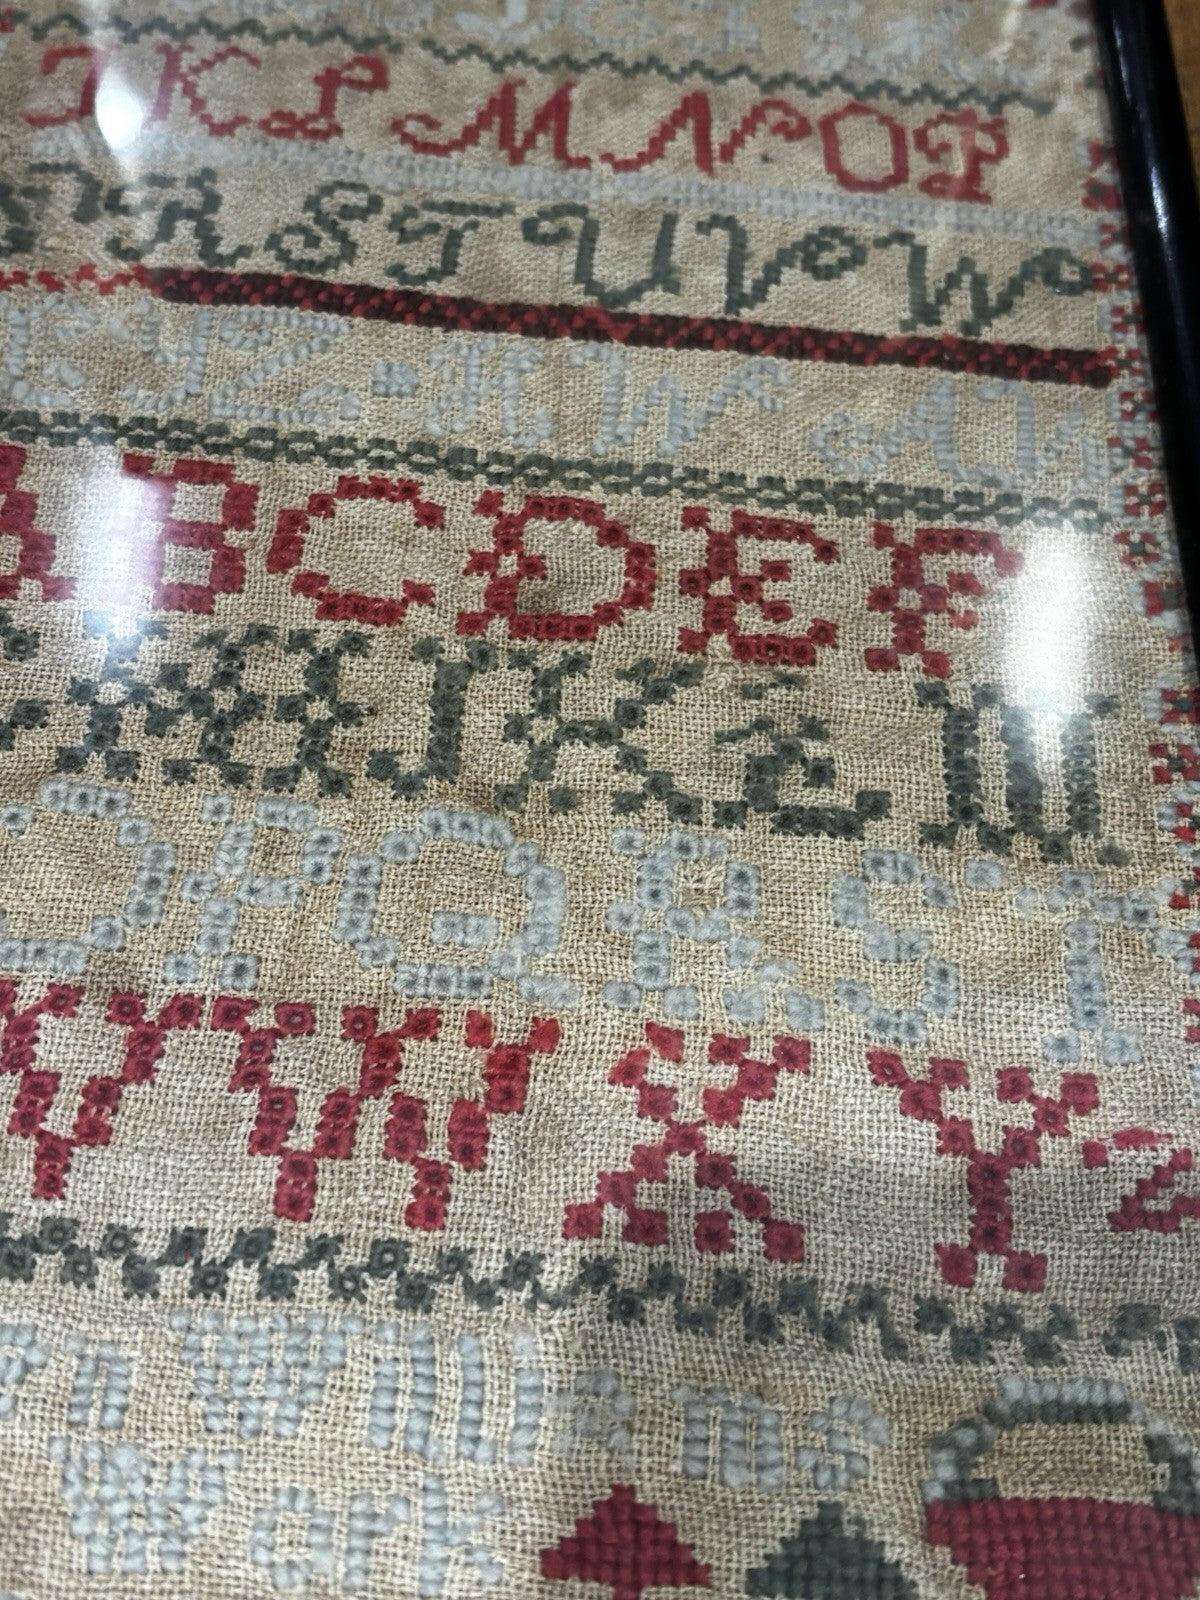 I K L M N O P
R S T U V W
Y Z . H W A W
A B C D E F
H I J K L M
O P Q R S T
V W X Y Z
Williams
Work